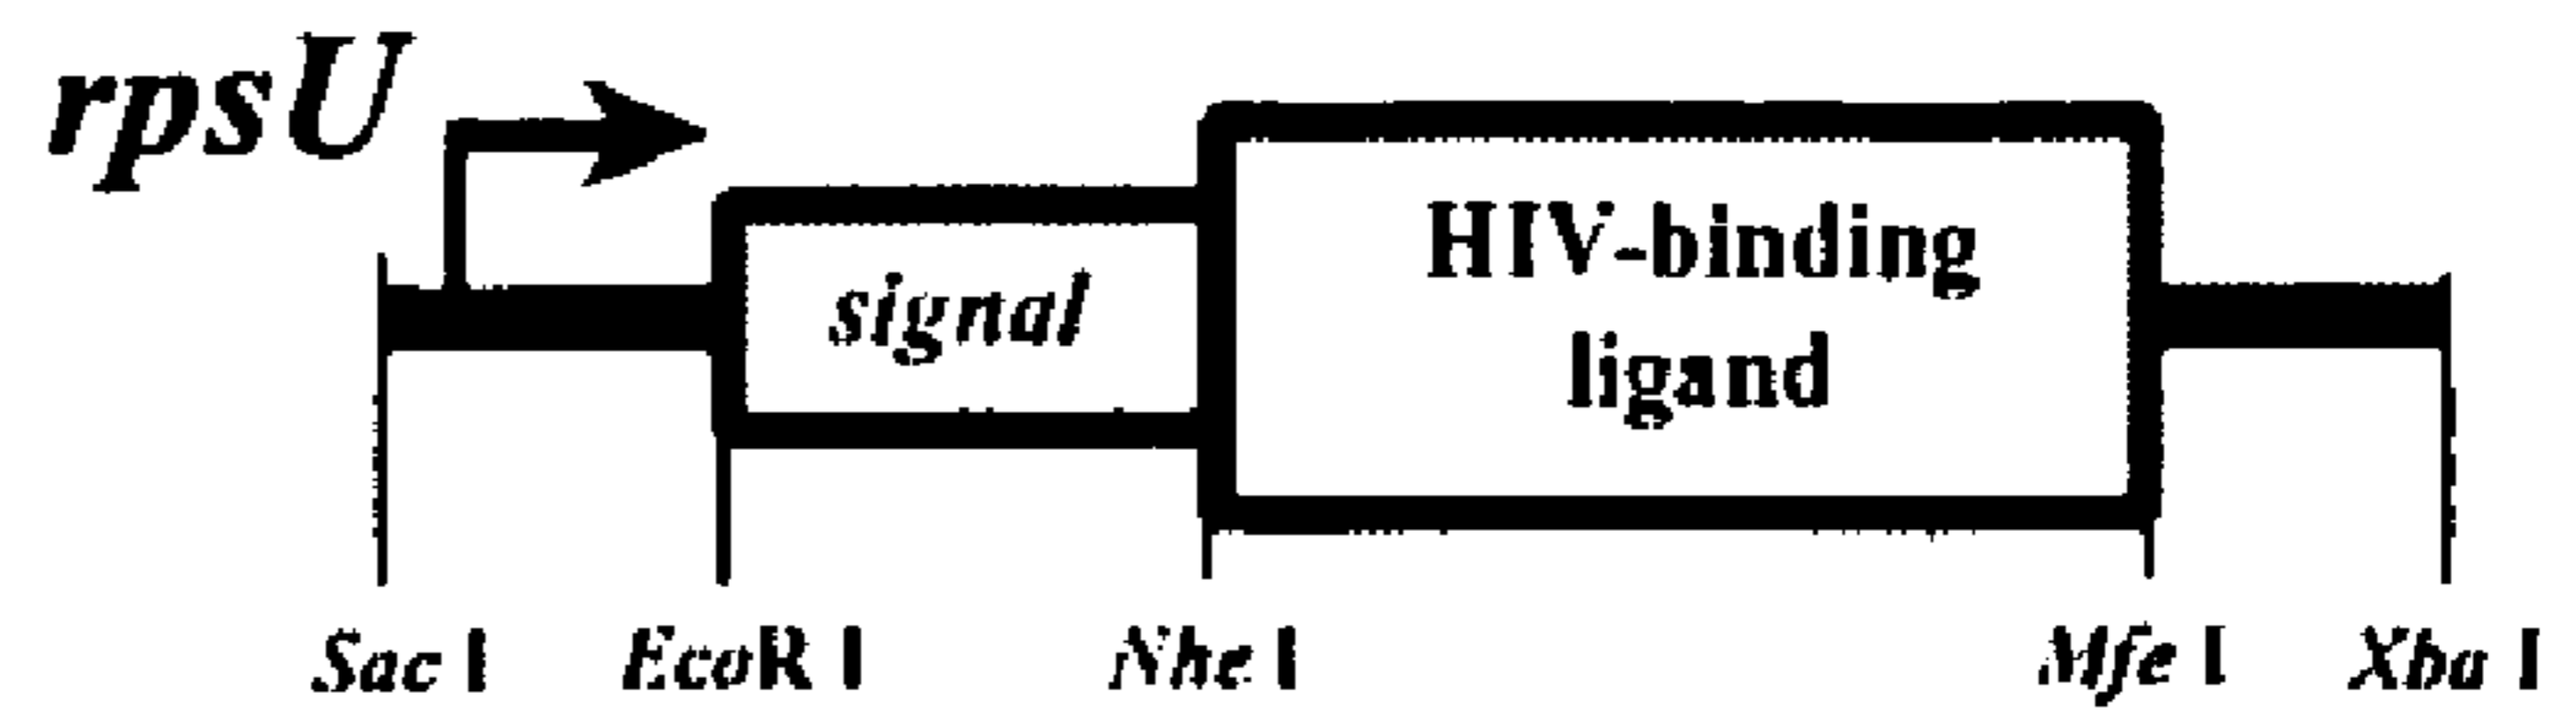 rpsU
signal
HIV-binding
ligand
Sac I
EcoR I
Nhe I
Mfe I
Xba I